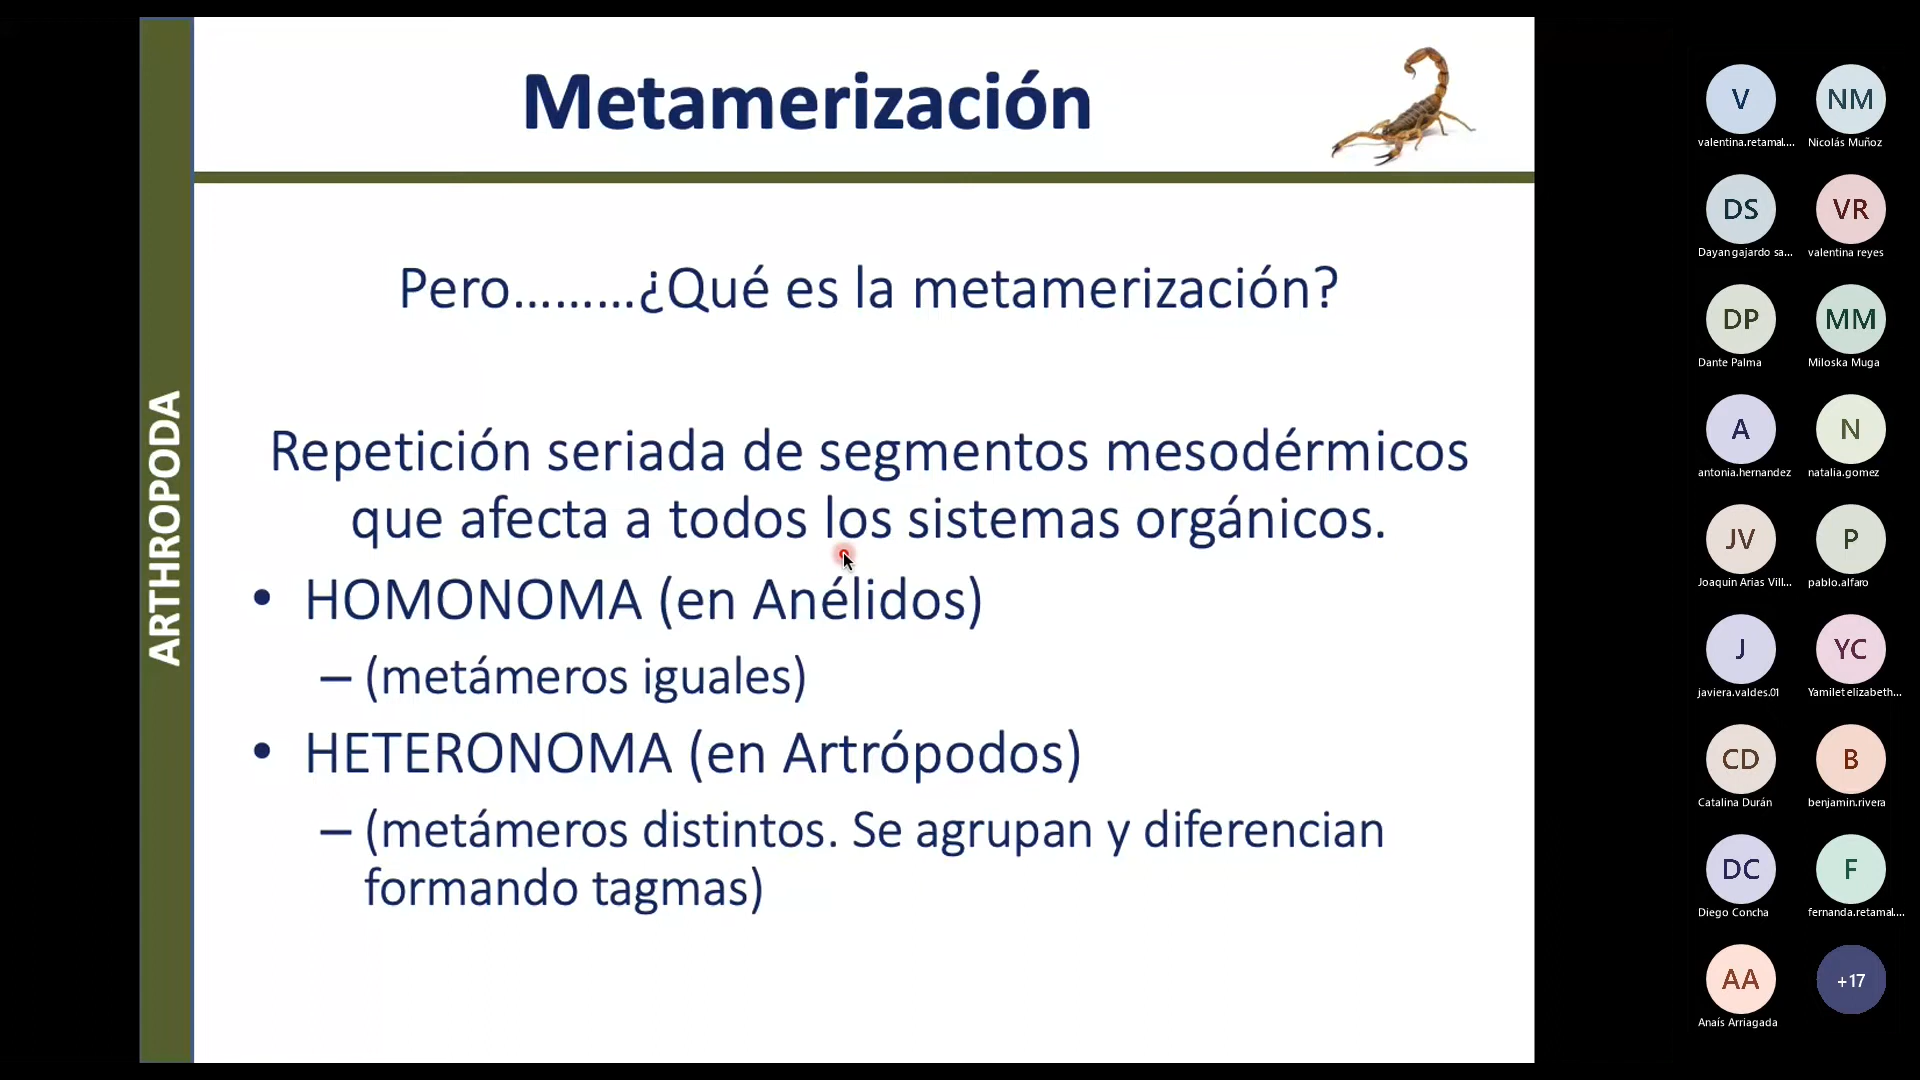 Metamerización
ARTHROPODA
Pero.........¿Qué es la metamerización?
Repetición seriada de segmentos mesodérmicos
que afecta a todos los sistemas orgánicos.
• HOMONOMA (en Anélidos)
– (metámeros iguales)
• HETERONOMA (en Artrópodos)
– (metámeros distintos. Se agrupan y diferencian
formando tagmas)
V
valentina.retamal....
NM
Nicolás Muñoz
DS
Dayan gajardo sa...
VR
valentina reyes
DP
Dante Palma
MM
Miloska Muga
A
antonia.hernandez
N
natalia.gomez
JV
Joaquin Arias Vill...
P
pablo.alfaro
J
javiera.valdes.01
YC
Yamilet elizabeth...
CD
Catalina Durán
B
benjamin.rivera
DC
Diego Concha
F
fernanda.retamal....
AA
Anaís Arriagada
+17